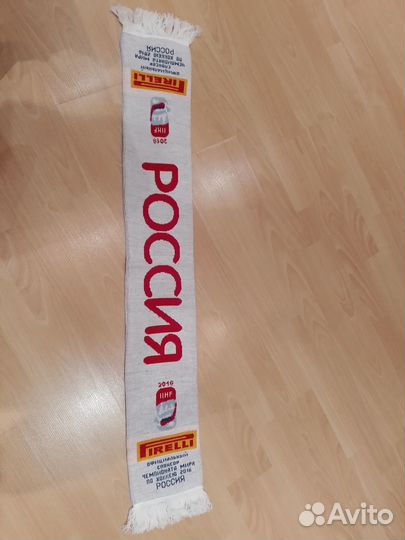 ОФИЦИАЛЬНЫЙ
СПОНСОР
ЧЕМПИОНАТА МИРА
ПО ХОККЕЮ 2016
РОССИЯ
PIRELLI
IIHF
2016
РОССИЯ
2016
IIHF
PIRELLI
ОФИЦИАЛЬНЫЙ
СПОНСОР
ЧЕМПИОНАТА МИРА
ПО ХОККЕЮ 2016
РОССИЯ
Avito